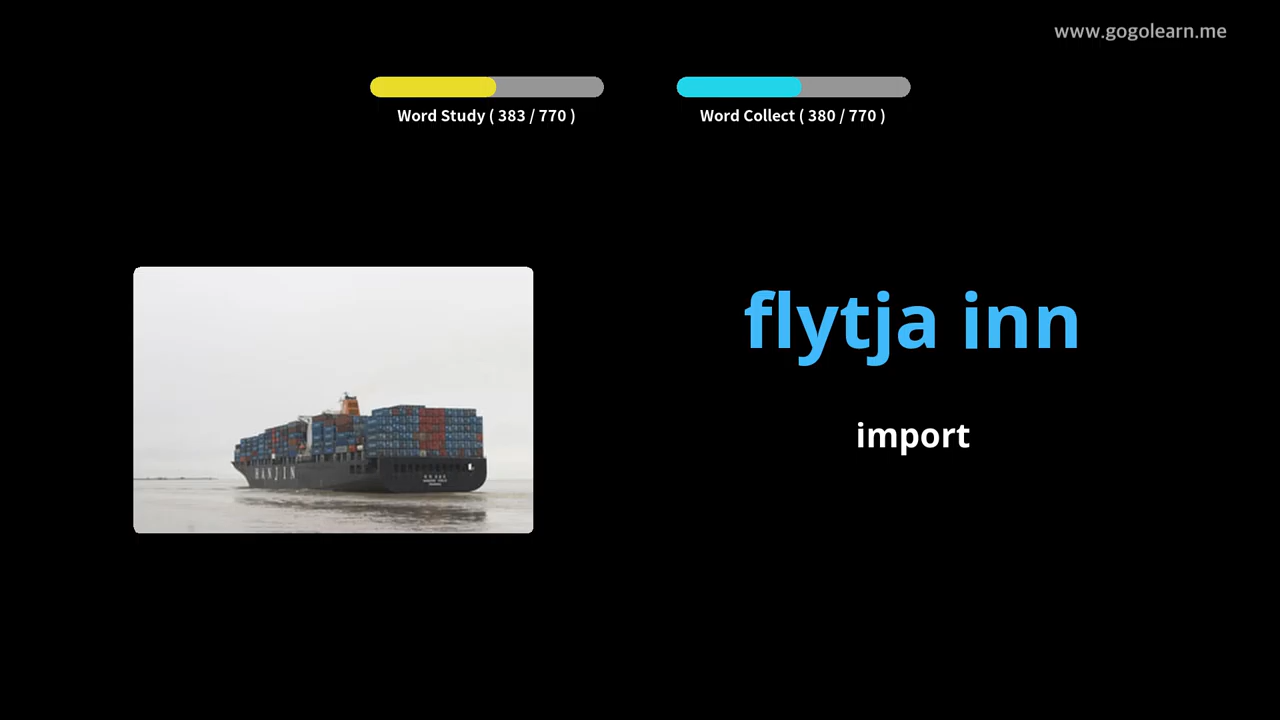 www.gogolearn.me
Word Study ( 383 / 770 )
Word Collect ( 380 / 770 )
flytja inn
import
HANJIN